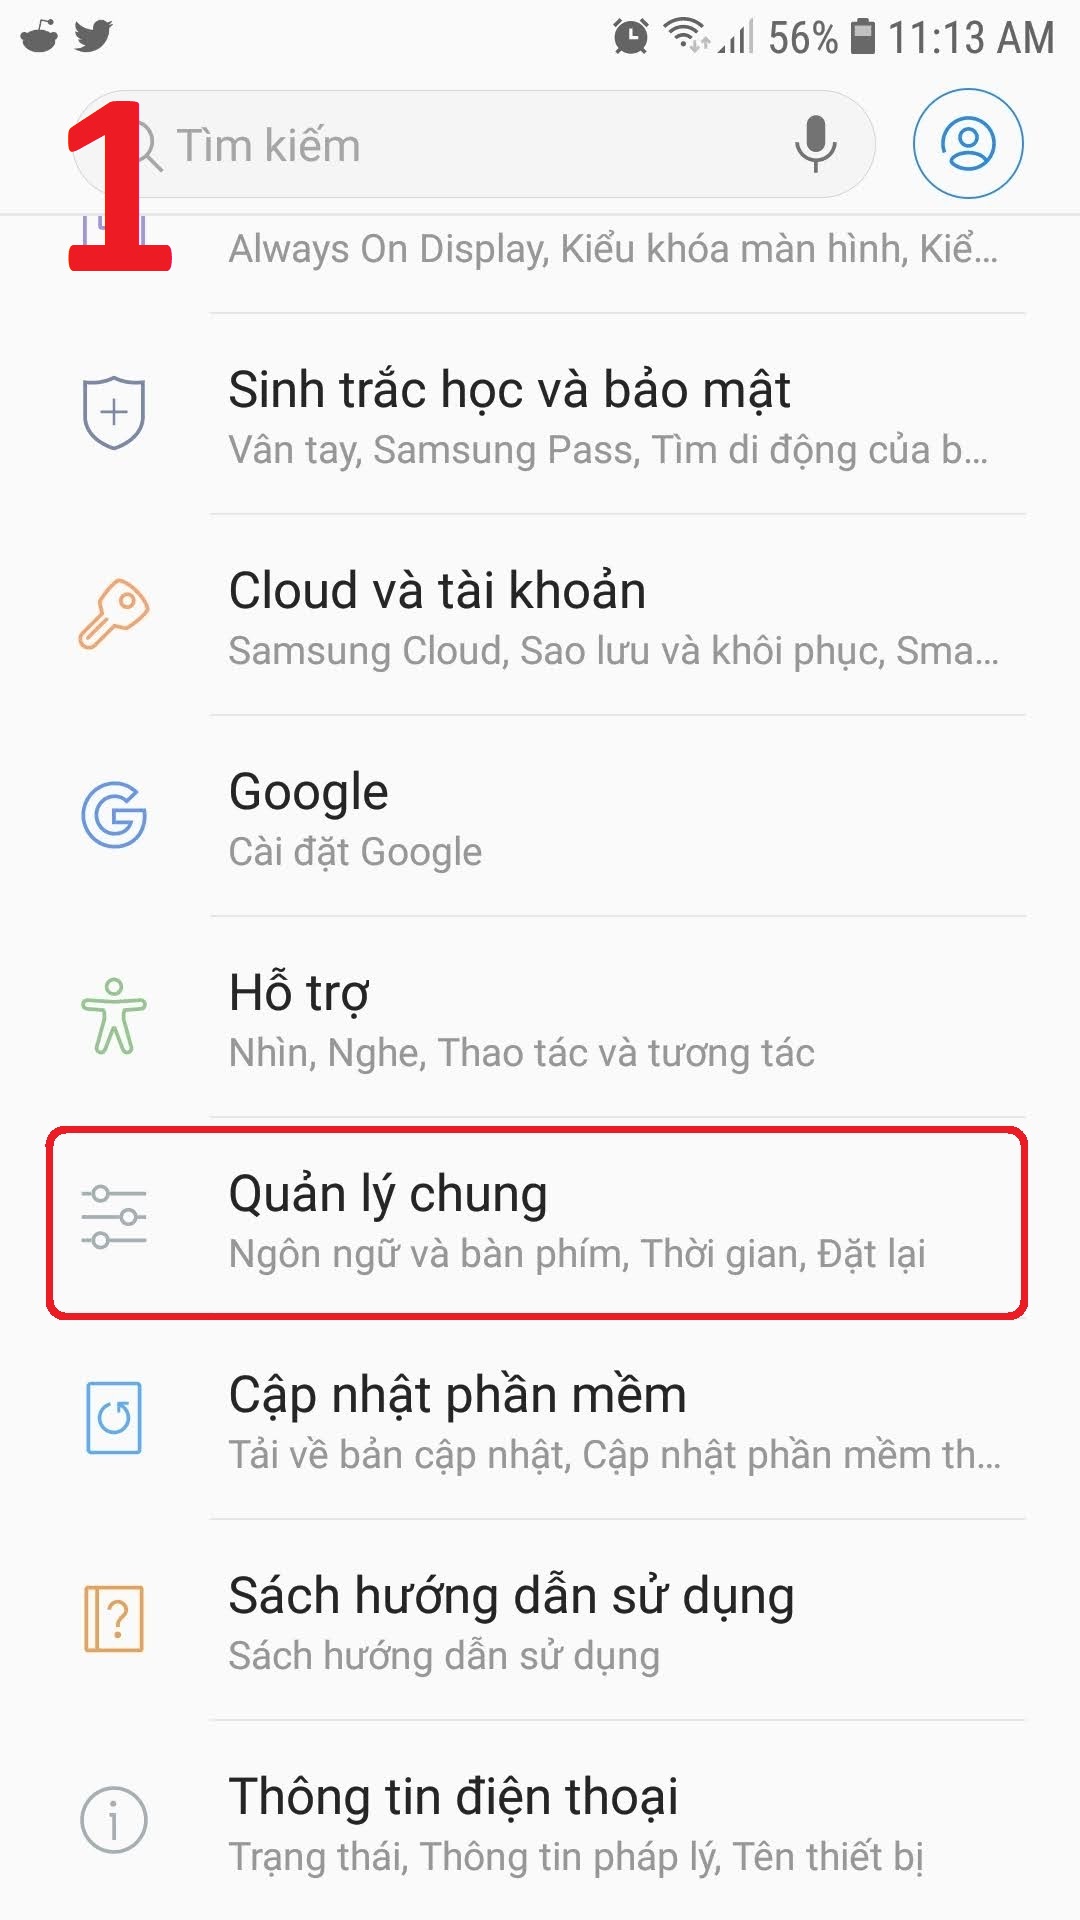 56% 11:13 AM
1
Tìm kiếm
Always On Display, Kiểu khóa màn hình, Kiể...
Sinh trắc học và bảo mật
Vân tay, Samsung Pass, Tìm di động của b...
Cloud và tài khoản
Samsung Cloud, Sao lưu và khôi phục, Sma...
Google
Cài đặt Google
Hỗ trợ
Nhìn, Nghe, Thao tác và tương tác
Quản lý chung
Ngôn ngữ và bàn phím, Thời gian, Đặt lại
Cập nhật phần mềm
Tải về bản cập nhật, Cập nhật phần mềm th...
Sách hướng dẫn sử dụng
Sách hướng dẫn sử dụng
Thông tin điện thoại
Trạng thái, Thông tin pháp lý, Tên thiết bị